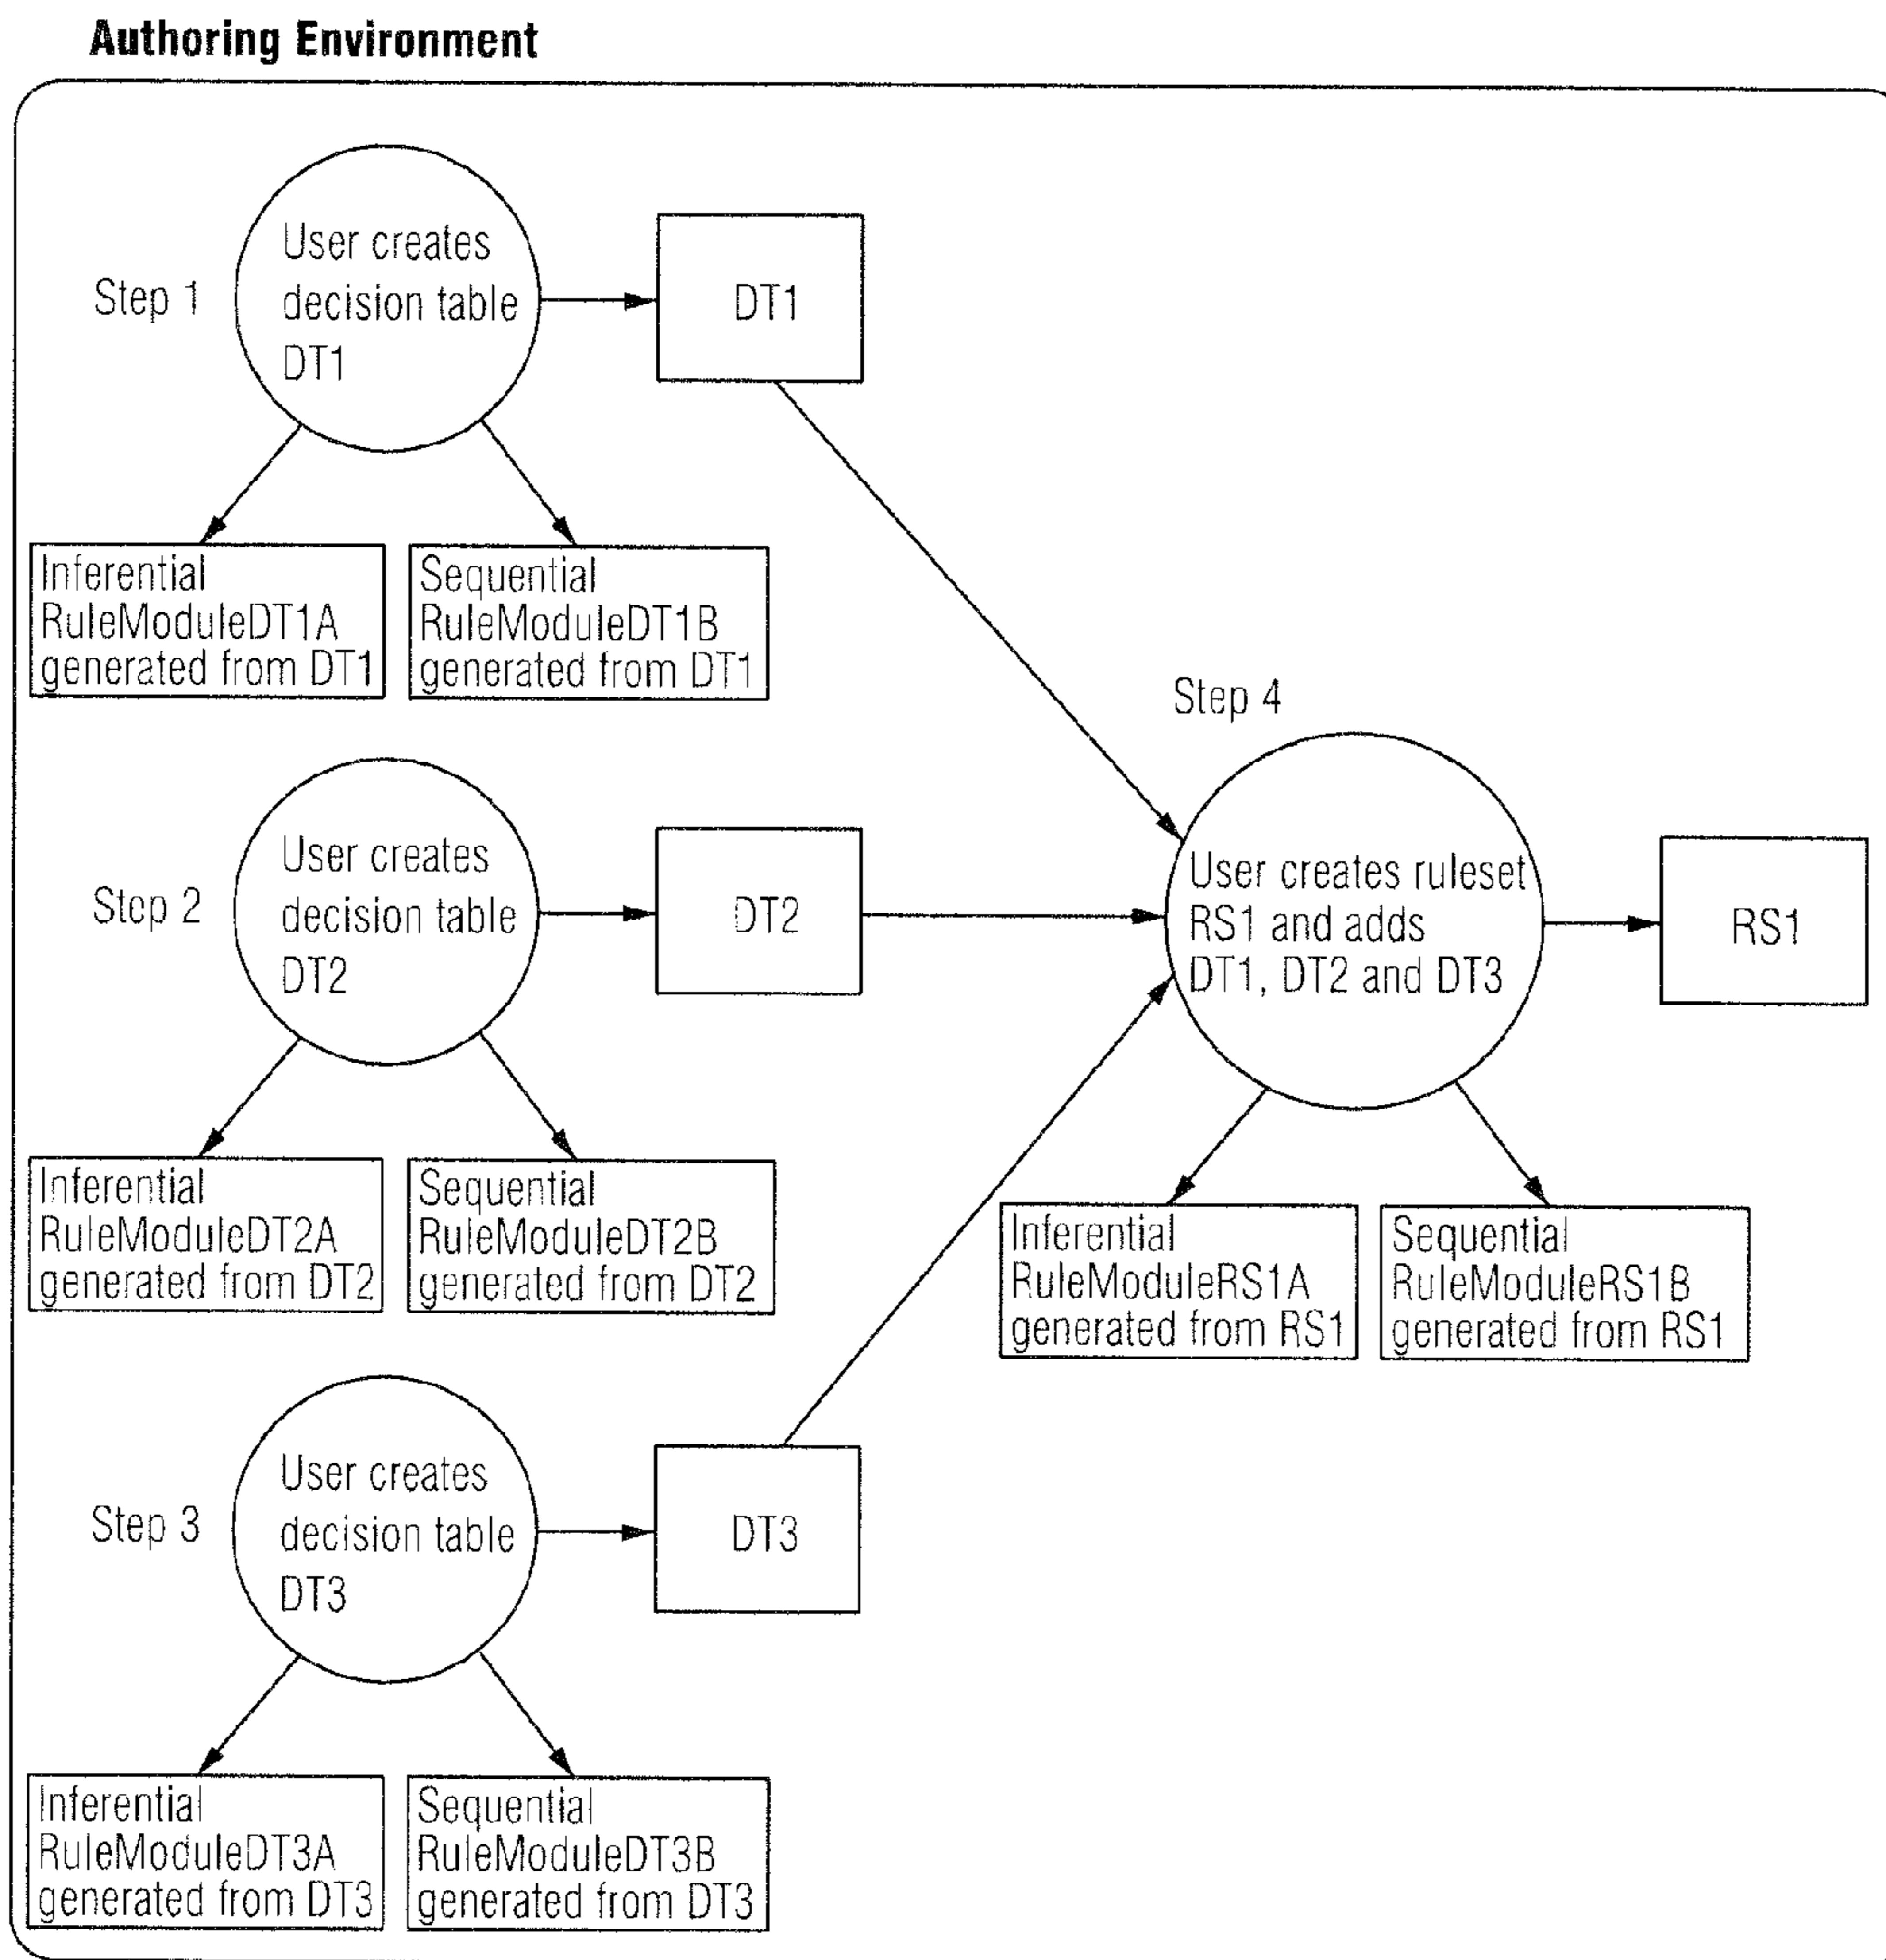 Authoring Environment
Step 1
User creates
decision table
DT1
DT1
Inferential
RuleModuleDT1A
generated from DT1
Sequential
RuleModuleDT1B
generated from DT1
Step 2
User creates
decision table
DT2
DT2
Inferential
RuleModuleDT2A
generated from DT2
Sequential
RuleModuleDT2B
generated from DT2
Step 3
User creates
decision table
DT3
DT3
Inferential
RuleModuleDT3A
generated from DT3
Sequential
RuleModuleDT3B
generated from DT3
Step 4
User creates ruleset
RS1 and adds
DT1, DT2 and DT3
RS1
Inferential
RuleModuleRS1A
generated from RS1
Sequential
RuleModuleRS1B
generated from RS1